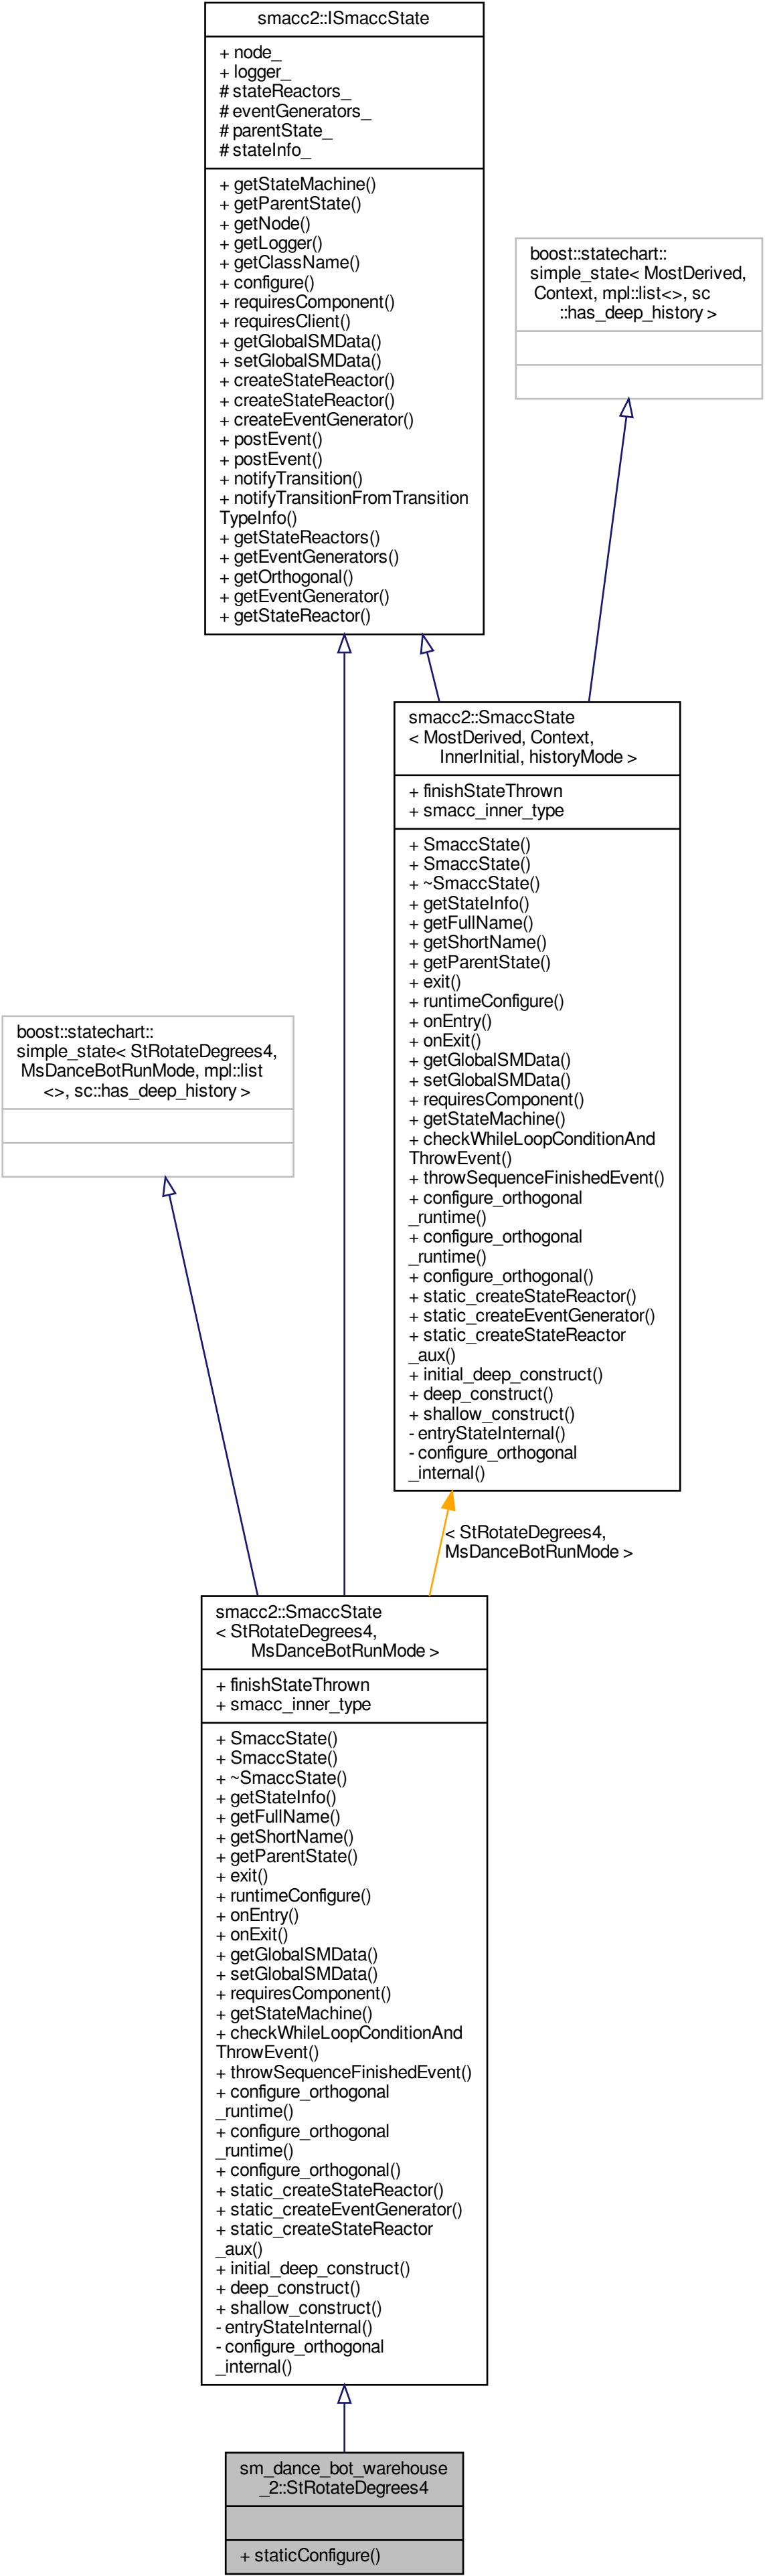 smacc2::ISmaccState
+ node_
+ logger_
# stateReactors_
# eventGenerators_
# parentState_
# stateInfo_
+ getStateMachine()
+ getParentState()
+ getNode()
+ getLogger()
+ getClassName()
+ configure()
+ requiresComponent()
+ requiresClient()
+ getGlobalSMData()
+ setGlobalSMData()
+ createStateReactor()
+ createStateReactor()
+ createEventGenerator()
+ postEvent()
+ postEvent()
+ notifyTransition()
+ notifyTransitionFromTransition
TypeInfo()
+ getStateReactors()
+ getEventGenerators()
+ getOrthogonal()
+ getEventGenerator()
+ getStateReactor()
boost::statechart::
simple_state< MostDerived,
Context, mpl::list<>, sc
::has_deep_history >
smacc2::SmaccState
< MostDerived, Context,
InnerInitial, historyMode >
+ finishStateThrown
+ smacc_inner_type
+ SmaccState()
+ SmaccState()
+ ~SmaccState()
+ getStateInfo()
+ getFullName()
+ getShortName()
+ getParentState()
+ exit()
+ runtimeConfigure()
+ onEntry()
+ onExit()
+ getGlobalSMData()
+ setGlobalSMData()
+ requiresComponent()
+ getStateMachine()
+ checkWhileLoopConditionAnd
ThrowEvent()
+ throwSequenceFinishedEvent()
+ configure_orthogonal
_runtime()
+ configure_orthogonal
_runtime()
+ configure_orthogonal()
+ static_createStateReactor()
+ static_createEventGenerator()
+ static_createStateReactor
_aux()
+ initial_deep_construct()
+ deep_construct()
+ shallow_construct()
- entryStateInternal()
- configure_orthogonal
_internal()
boost::statechart::
simple_state< StRotateDegrees4,
MsDanceBotRunMode, mpl::list
<>, sc::has_deep_history >
< StRotateDegrees4,
MsDanceBotRunMode >
smacc2::SmaccState
< StRotateDegrees4,
MsDanceBotRunMode >
+ finishStateThrown
+ smacc_inner_type
+ SmaccState()
+ SmaccState()
+ ~SmaccState()
+ getStateInfo()
+ getFullName()
+ getShortName()
+ getParentState()
+ exit()
+ runtimeConfigure()
+ onEntry()
+ onExit()
+ getGlobalSMData()
+ setGlobalSMData()
+ requiresComponent()
+ getStateMachine()
+ checkWhileLoopConditionAnd
ThrowEvent()
+ throwSequenceFinishedEvent()
+ configure_orthogonal
_runtime()
+ configure_orthogonal
_runtime()
+ configure_orthogonal()
+ static_createStateReactor()
+ static_createEventGenerator()
+ static_createStateReactor
_aux()
+ initial_deep_construct()
+ deep_construct()
+ shallow_construct()
- entryStateInternal()
- configure_orthogonal
_internal()
sm_dance_bot_warehouse
_2::StRotateDegrees4
+ staticConfigure()